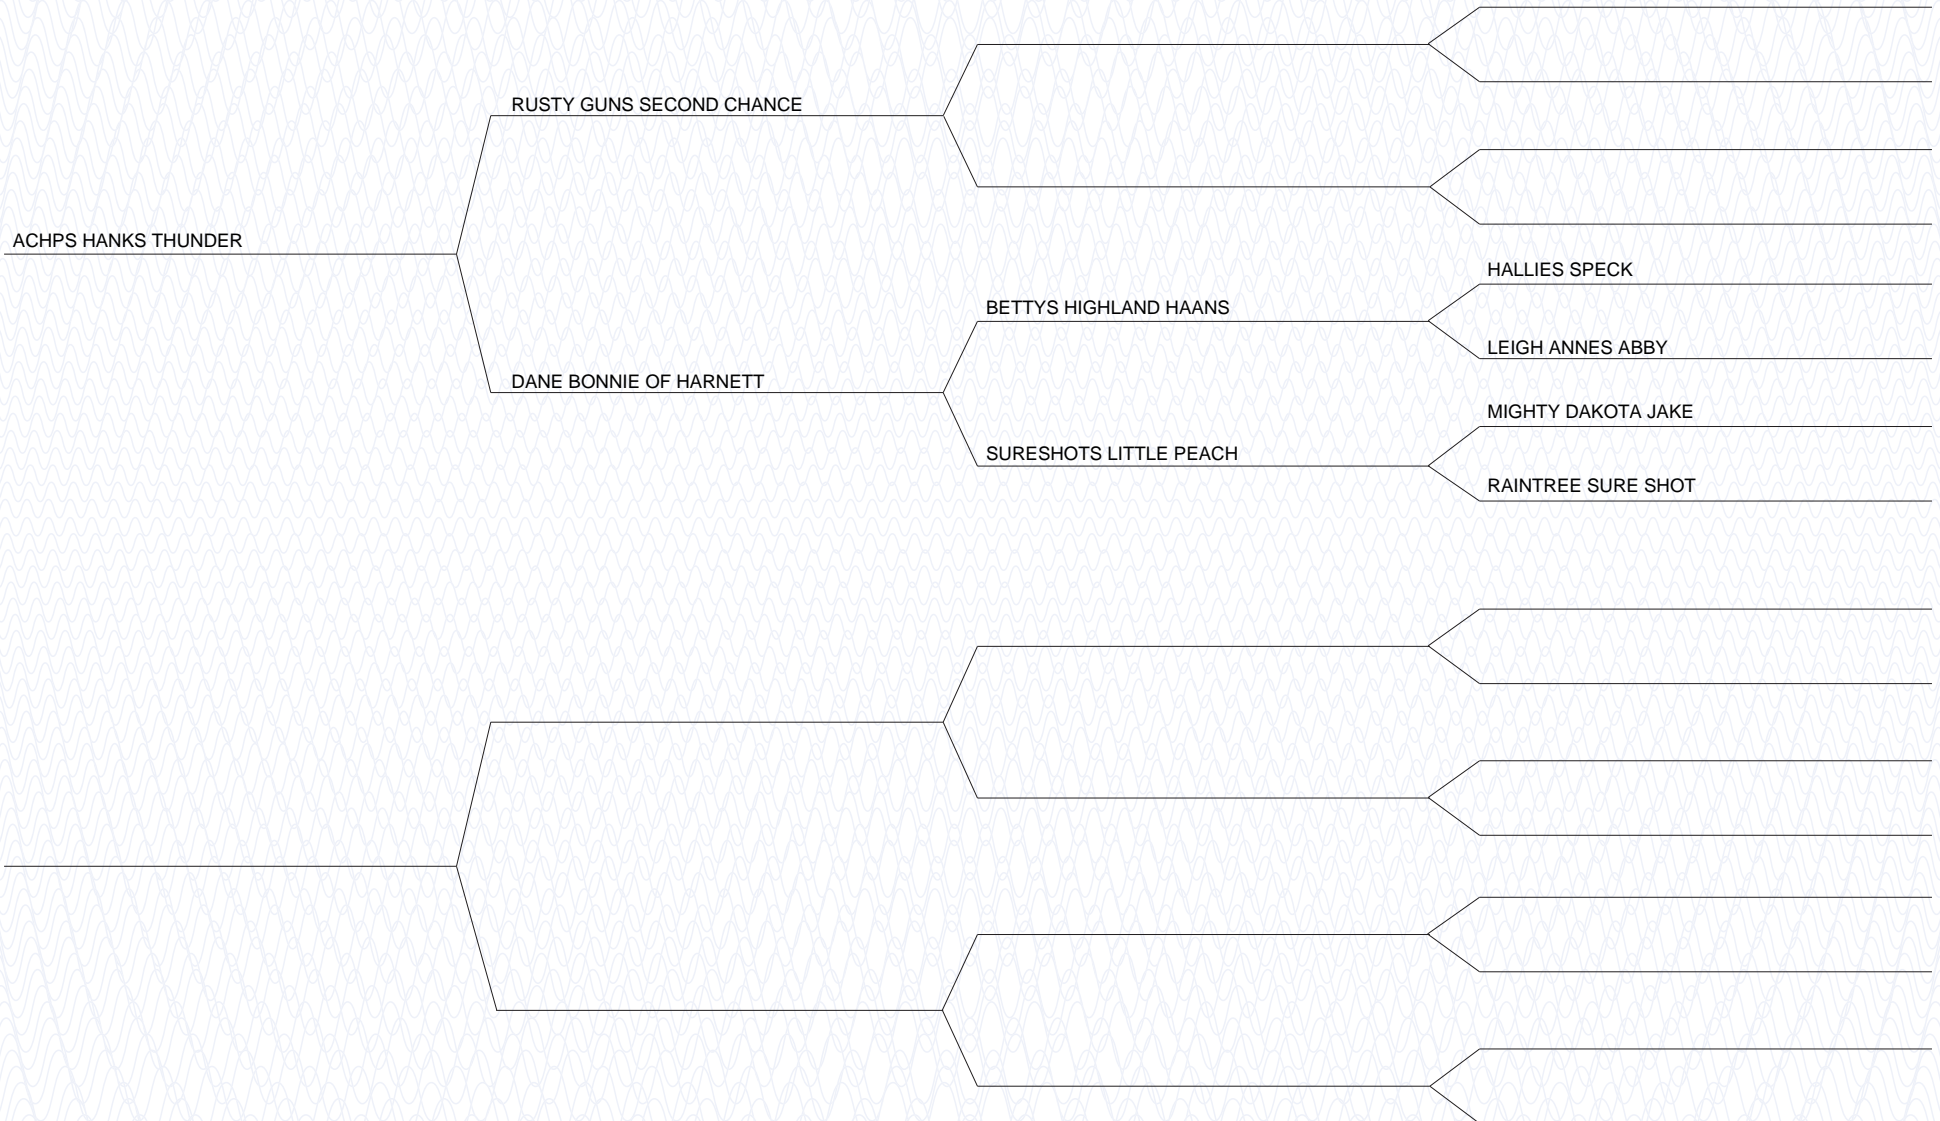 RUSTY GUNS SECOND CHANCE
ACHPS HANKS THUNDER
HALLIES SPECK
BETTYS HIGHLAND HAANS
LEIGH ANNES ABBY
DANE BONNIE OF HARNETT
MIGHTY DAKOTA JAKE
SURESHOTS LITTLE PEACH
RAINTREE SURE SHOT